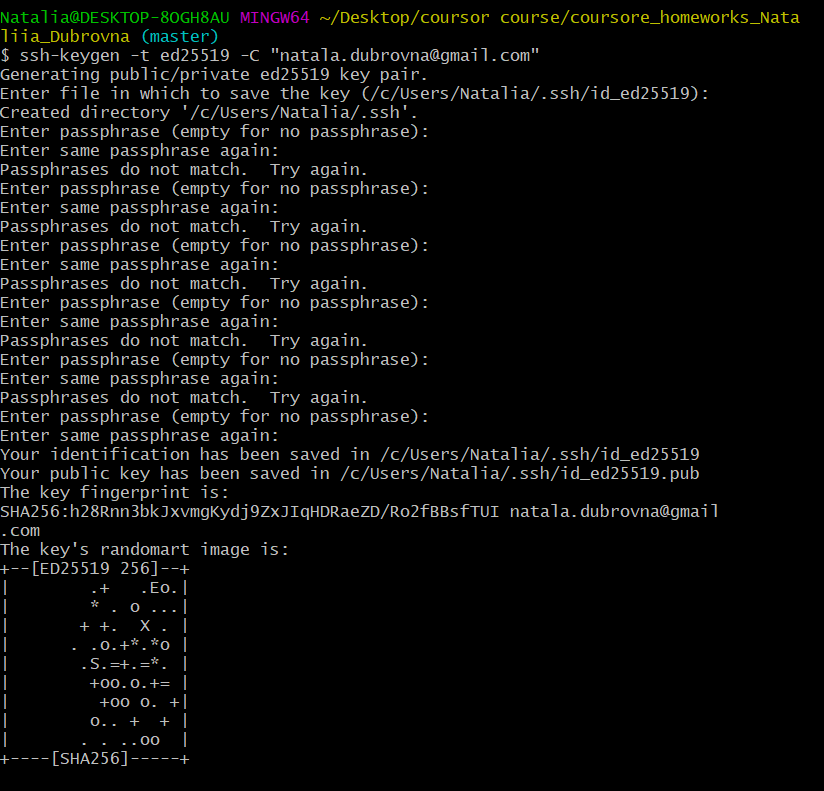 Natalia@DESKTOP-8OGH8AU MINGW64 ~/Desktop/coursor course/coursore_homeworks_Nata
liia_Dubrovna (master)
$ ssh-keygen -t ed25519 -C "natala.dubrovna@gmail.com"
Generating public/private ed25519 key pair.
Enter file in which to save the key (/c/Users/Natalia/.ssh/id_ed25519):
Created directory '/c/Users/Natalia/.ssh'.
Enter passphrase (empty for no passphrase):
Enter same passphrase again:
Passphrases do not match.  Try again.
Enter passphrase (empty for no passphrase):
Enter same passphrase again:
Passphrases do not match.  Try again.
Enter passphrase (empty for no passphrase):
Enter same passphrase again:
Passphrases do not match.  Try again.
Enter passphrase (empty for no passphrase):
Enter same passphrase again:
Passphrases do not match.  Try again.
Enter passphrase (empty for no passphrase):
Enter same passphrase again:
Passphrases do not match.  Try again.
Enter passphrase (empty for no passphrase):
Enter same passphrase again:
Your identification has been saved in /c/Users/Natalia/.ssh/id_ed25519
Your public key has been saved in /c/Users/Natalia/.ssh/id_ed25519.pub
The key fingerprint is:
SHA256:h28Rnn3bkJxvmgKydj9ZxJIqHDRaeZD/Ro2fBBsfTUI natala.dubrovna@gmail
.com
The key's randomart image is:
+--[ED25519 256]--+
|        .+   .Eo.|
|        * . o ...|
|       + +.  X . |
|      . .o.+*.*o |
|       .S.=+.=*. |
|        +oo.o.+= |
|         +oo o. +|
|        o.. +  + |
|       . . ..oo  |
+----[SHA256]-----+